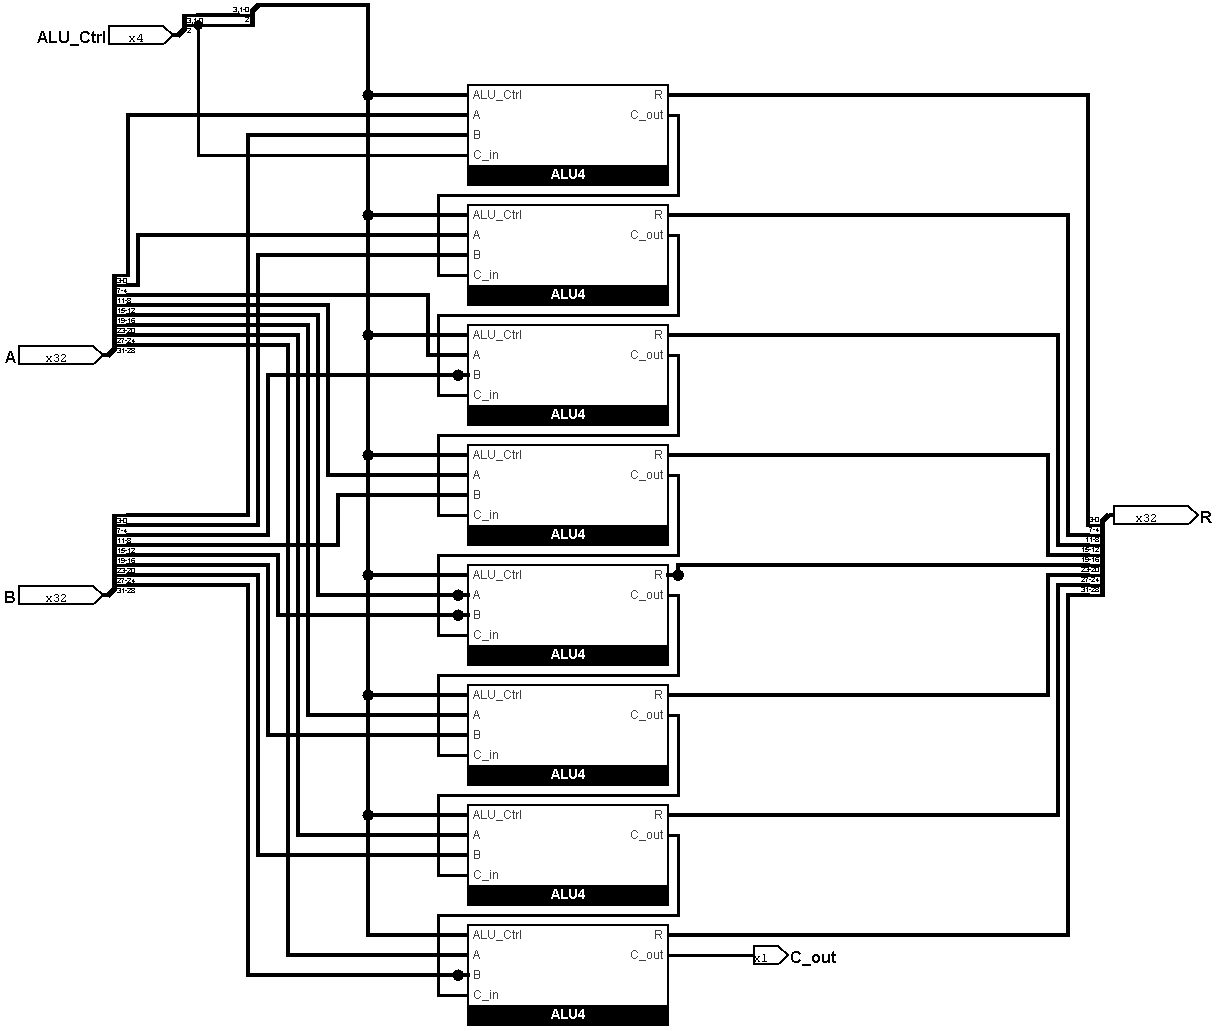 3,1-0
2
3,1-0
2
ALU_Ctrl x4
ALU_Ctrl R
A C_out
B
C_in
ALU4
ALU_Ctrl R
A C_out
B
C_in
ALU4
3-0
7-4
11-8
15-12
19-16
23-20
27-24
31-28
A x32
ALU_Ctrl R
A C_out
B
C_in
ALU4
ALU_Ctrl R
A C_out
B
C_in
ALU4
3-0
7-4
11-8
15-12
19-16
23-20
27-24
31-28
B x32
3-0
7-4
11-8
15-12
19-16
23-20
27-24
31-28
x32 R
ALU_Ctrl R
A C_out
B
C_in
ALU4
ALU_Ctrl R
A C_out
B
C_in
ALU4
ALU_Ctrl R
A C_out
B
C_in
ALU4
ALU_Ctrl R
A C_out
B
C_in
ALU4
x1 C_out